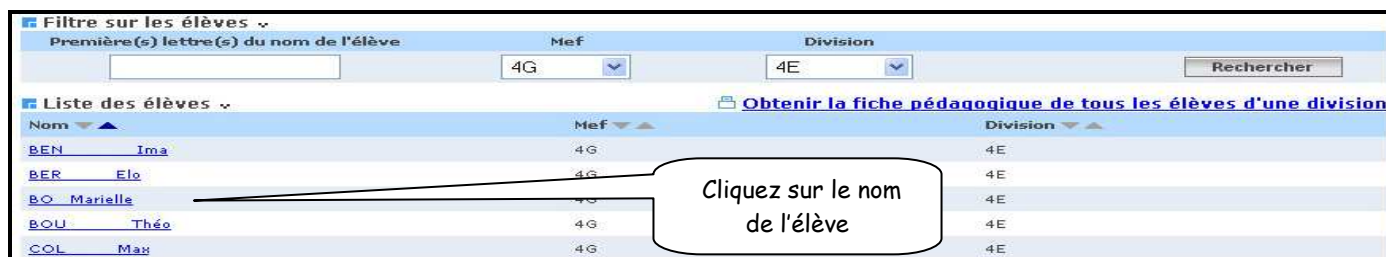 Filtre sur les élèves
Première(s) lettre(s) du nom de l'élève Mef Division
4G 4E Rechercher
Liste des élèves Obtenir la fiche pédagogique de tous les élèves d'une division
Nom Mef Division
BEN Ima 4G 4E
BER Elo 4G 4E
BO Marielle 4G 4E
BOU Théo 4G 4E
COL Max 4G 4E
Cliquez sur le nom
de l'élève